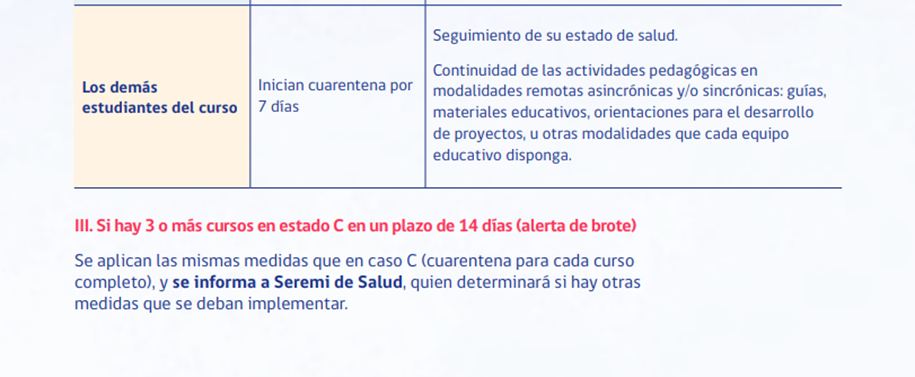 Los demás
estudiantes del curso
Inician cuarentena por
7 días
Seguimiento de su estado de salud.
Continuidad de las actividades pedagógicas en
modalidades remotas asincrónicas y/o sincrónicas: guías,
materiales educativos, orientaciones para el desarrollo
de proyectos, u otras modalidades que cada equipo
educativo disponga.
III. Si hay 3 o más cursos en estado C en un plazo de 14 días (alerta de brote)
Se aplican las mismas medidas que en caso C (cuarentena para cada curso
completo), y se informa a Seremi de Salud, quien determinará si hay otras
medidas que se deban implementar.